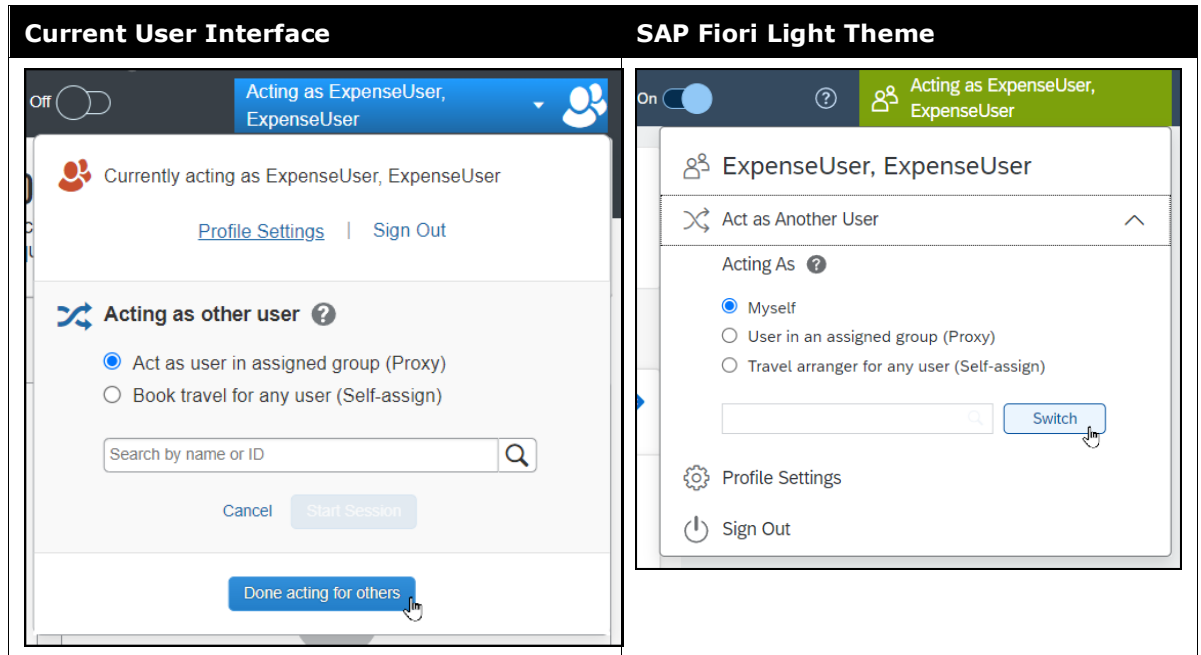 Current User Interface
SAP Fiori Light Theme
Off
Acting as ExpenseUser,
ExpenseUser
Currently acting as ExpenseUser, ExpenseUser
Profile Settings | Sign Out
Acting as other user ?
Act as user in assigned group (Proxy)
Book travel for any user (Self-assign)
Search by name or ID
Cancel Start Session
Done acting for others
On
?
Acting as ExpenseUser,
ExpenseUser
ExpenseUser, ExpenseUser
Act as Another User
Acting As ?
Myself
User in an assigned group (Proxy)
Travel arranger for any user (Self-assign)
Switch
Profile Settings
Sign Out